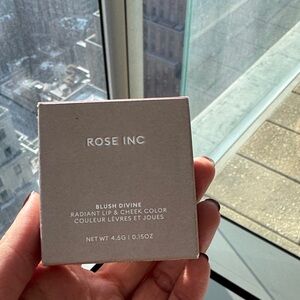 ROSE INC
BLUSH DIVINE
RADIANT LIP & CHEEK COLOR
COULEUR LÈVRES ET JOUES
NET WT 4.5G | 0.15OZ